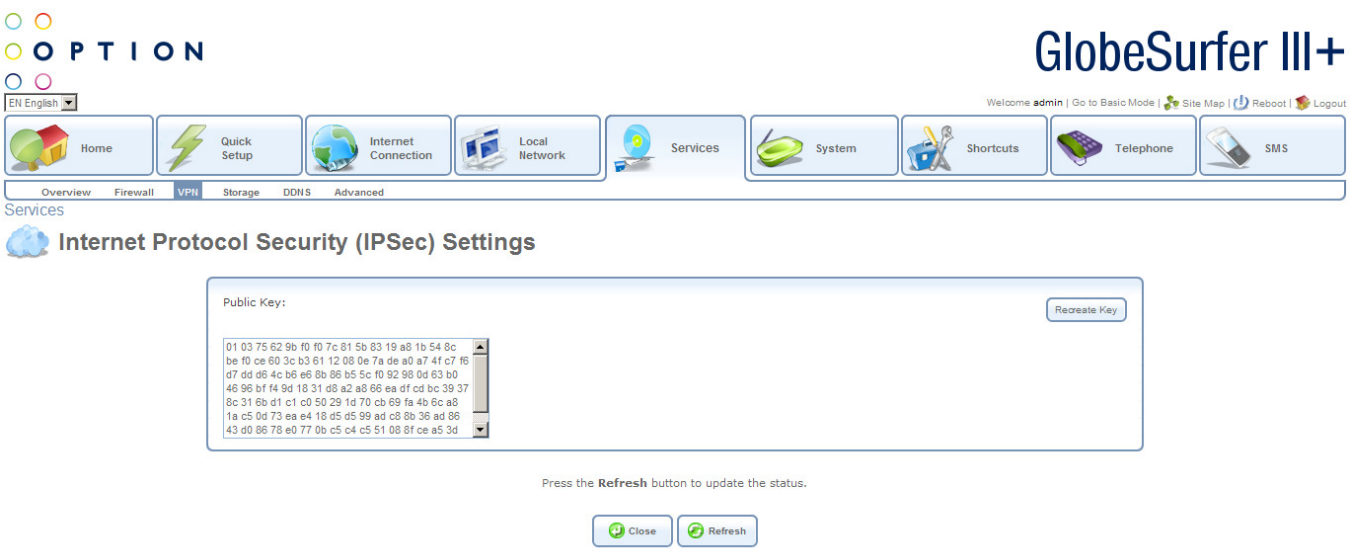 OPTION
GlobeSurfer III+
EN English
Welcome admin | Go to Basic Mode | Site Map | Reboot | Logout
Home
Quick Setup
Internet Connection
Local Network
Services
System
Shortcuts
Telephone
SMS
Overview Firewall VPN Storage DDNS Advanced
Services
Internet Protocol Security (IPSec) Settings
Public Key:
Recreate Key
01 03 75 62 9b f0 f0 7c 81 5b 83 19 a8 1b 54 8c
be f0 ce 60 3c b3 61 12 08 0e 7a de a0 a7 4f c7 f6
d7 dd d6 4c b6 e6 8b 86 b5 5c f0 92 98 0d 63 b0
46 96 bf f4 9d 18 31 d8 a2 a8 66 ea df cd bc 39 37
8c 31 6b d1 c1 c0 50 29 1d 70 cb 69 fa 4b 6c a8
1a c5 0d 73 ea e4 18 d5 d5 99 ad c8 8b 36 ad 86
43 d0 86 78 e0 77 0b c5 c4 c5 51 08 8f ce a5 3d
Press the Refresh button to update the status.
Close
Refresh